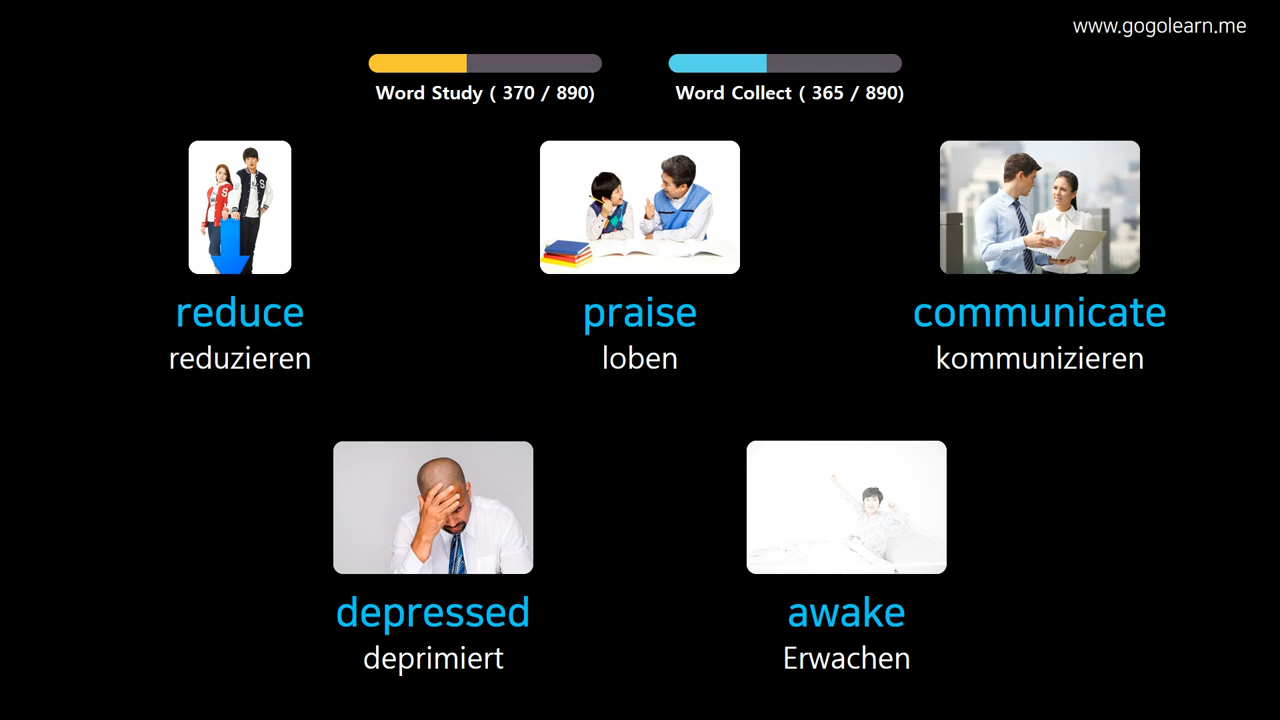 www.gogolearn.me
Word Study ( 370 / 890)
Word Collect ( 365 / 890)
reduce
reduzieren
praise
loben
communicate
kommunizieren
depressed
deprimiert
awake
Erwachen